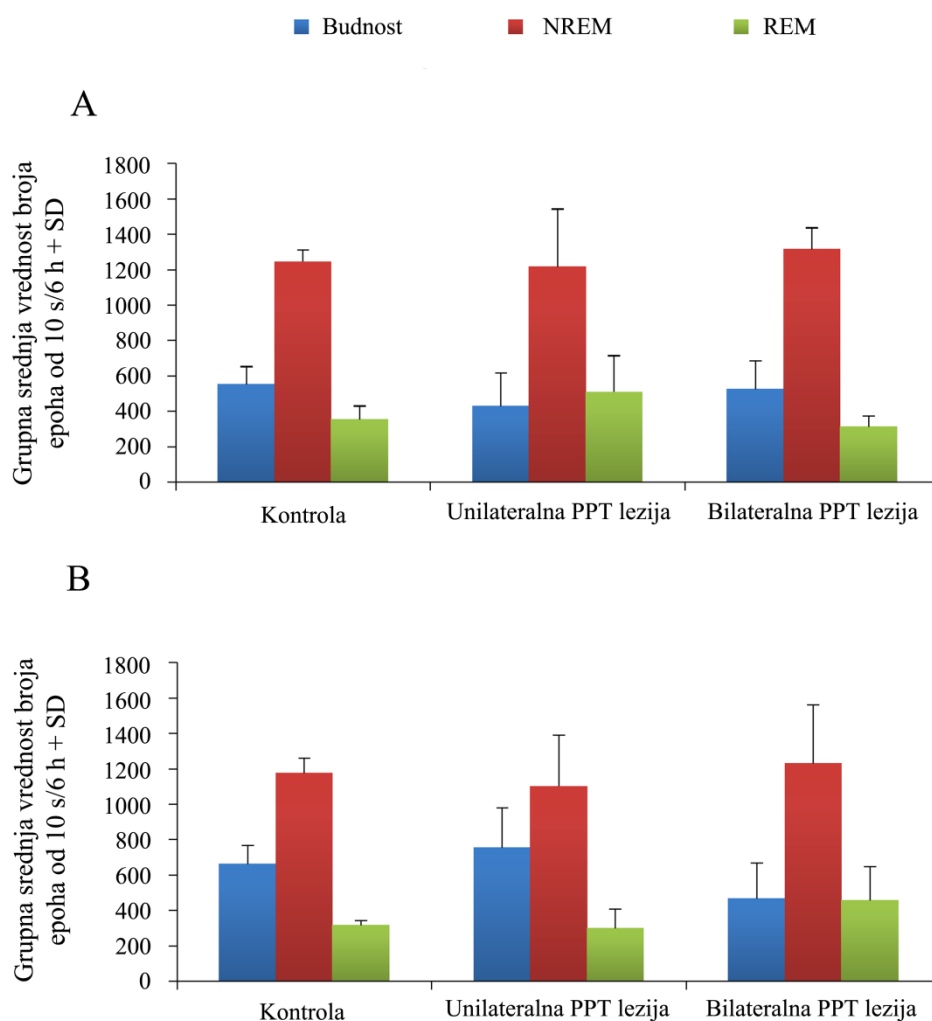 Budnost NREM REM
A
Grupna srednja vrednost broja
epoha od 10 s/6 h + SD
1800
1600
1400
1200
1000
800
600
400
200
0
Kontrola Unilateralna PPT lezija Bilateralna PPT lezija
B
Grupna srednja vrednost broja
epoha od 10 s/6 h + SD
1800
1600
1400
1200
1000
800
600
400
200
0
Kontrola Unilateralna PPT lezija Bilateralna PPT lezija